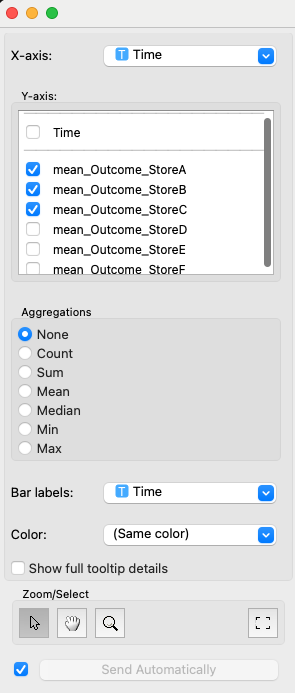 X-axis: T Time
Y-axis:
Time
mean_Outcome_StoreA
mean_Outcome_StoreB
mean_Outcome_StoreC
mean_Outcome_StoreD
mean_Outcome_StoreE
mean_Outcome_StoreF
Aggregations
None
Count
Sum
Mean
Median
Min
Max
Bar labels: T Time
Color: (Same color)
Show full tooltip details
Zoom/Select
Send Automatically